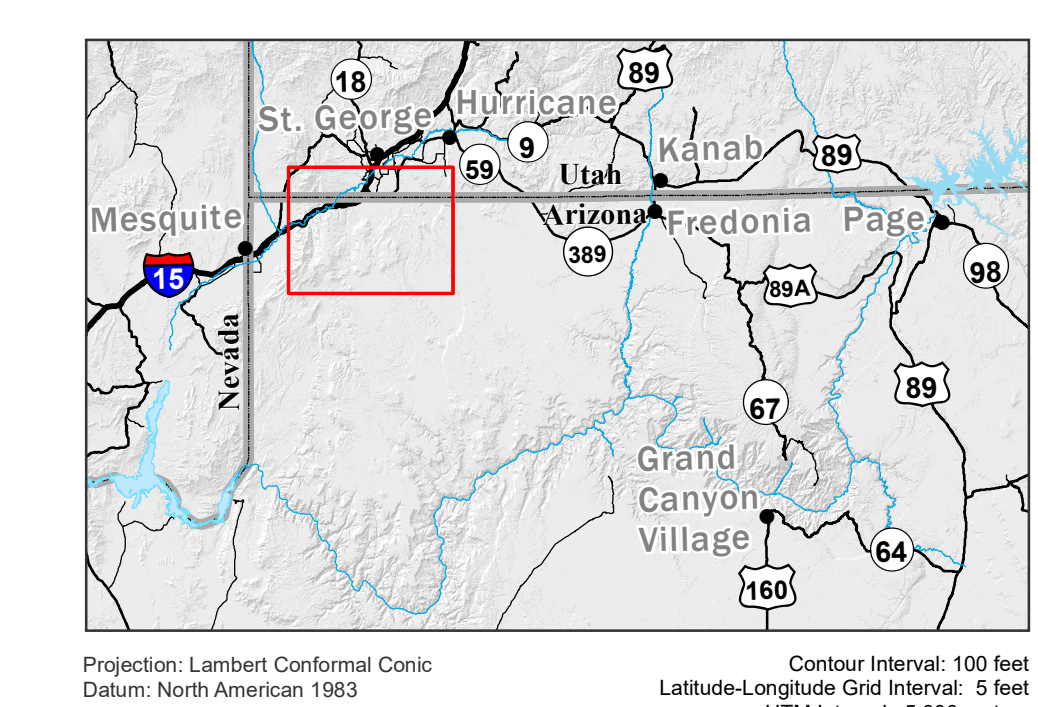 89
18
Hurricane
St. George
9
Kanab
89
59
Utah
Mesquite
Arizona
Fredonia
Page
389
98
15
89A
Nevada
89
67
Grand
Canyon
Village
64
160
Projection: Lambert Conformal Conic
Contour Interval: 100 feet
Datum: North American 1983
Latitude-Longitude Grid Interval: 5 feet